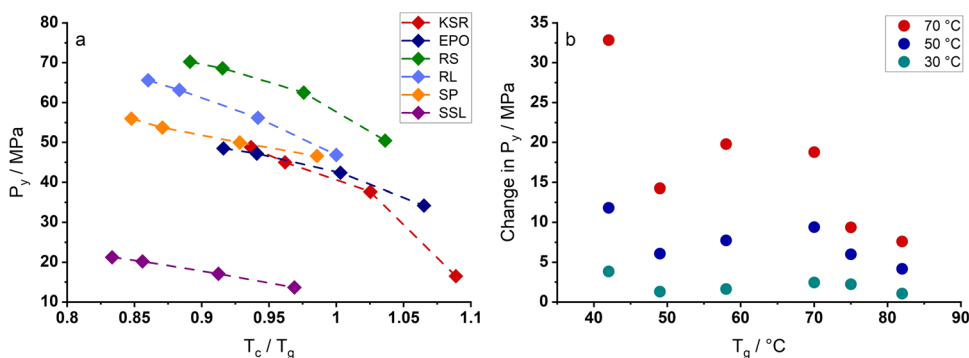 a
KSR
EPO
RS
RL
SP
SSL
80
70
60
50
40
30
20
10
P_y / MPa
0.8
0.85
0.9
0.95
1
1.05
1.1
T_c / T_g
b
70 °C
50 °C
30 °C
35
30
25
20
15
10
5
0
Change in P_y / MPa
40
50
60
70
80
90
T_g / °C